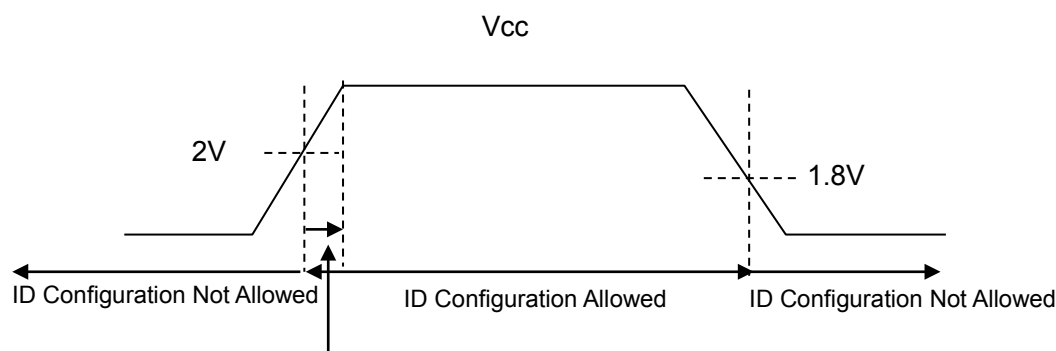 Vcc
2V
1.8V
ID Configuration Not Allowed
ID Configuration Allowed
ID Configuration Not Allowed